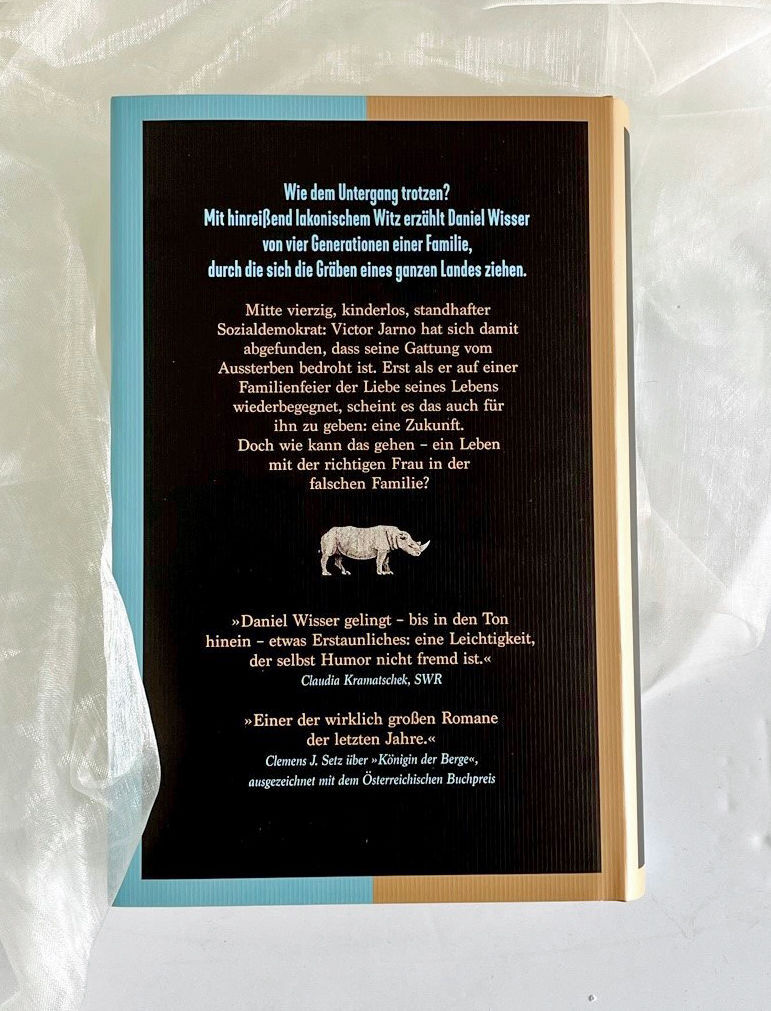 Wie dem Untergang trotzen?
Mit hinreißend lakonischem Witz erzählt Daniel Wisser
von vier Generationen einer Familie,
durch die sich die Gräben eines ganzen Landes ziehen.
Mitte vierzig, kinderlos, standhafter
Sozialdemokrat: Victor Jarno hat sich damit
abgefunden, dass seine Gattung vom
Aussterben bedroht ist. Erst als er auf einer
Familienfeier der Liebe seines Lebens
wiederbegegnet, scheint es das auch für
ihn zu geben: eine Zukunft.
Doch wie kann das gehen – ein Leben
mit der richtigen Frau in der
falschen Familie?
»Daniel Wisser gelingt – bis in den Ton
hinein – etwas Erstaunliches: eine Leichtigkeit,
der selbst Humor nicht fremd ist.«
Claudia Kramatschek, SWR
»Einer der wirklich großen Romane
der letzten Jahre.«
Clemens J. Setz über »Königin der Berge«,
ausgezeichnet mit dem Österreichischen Buchpreis